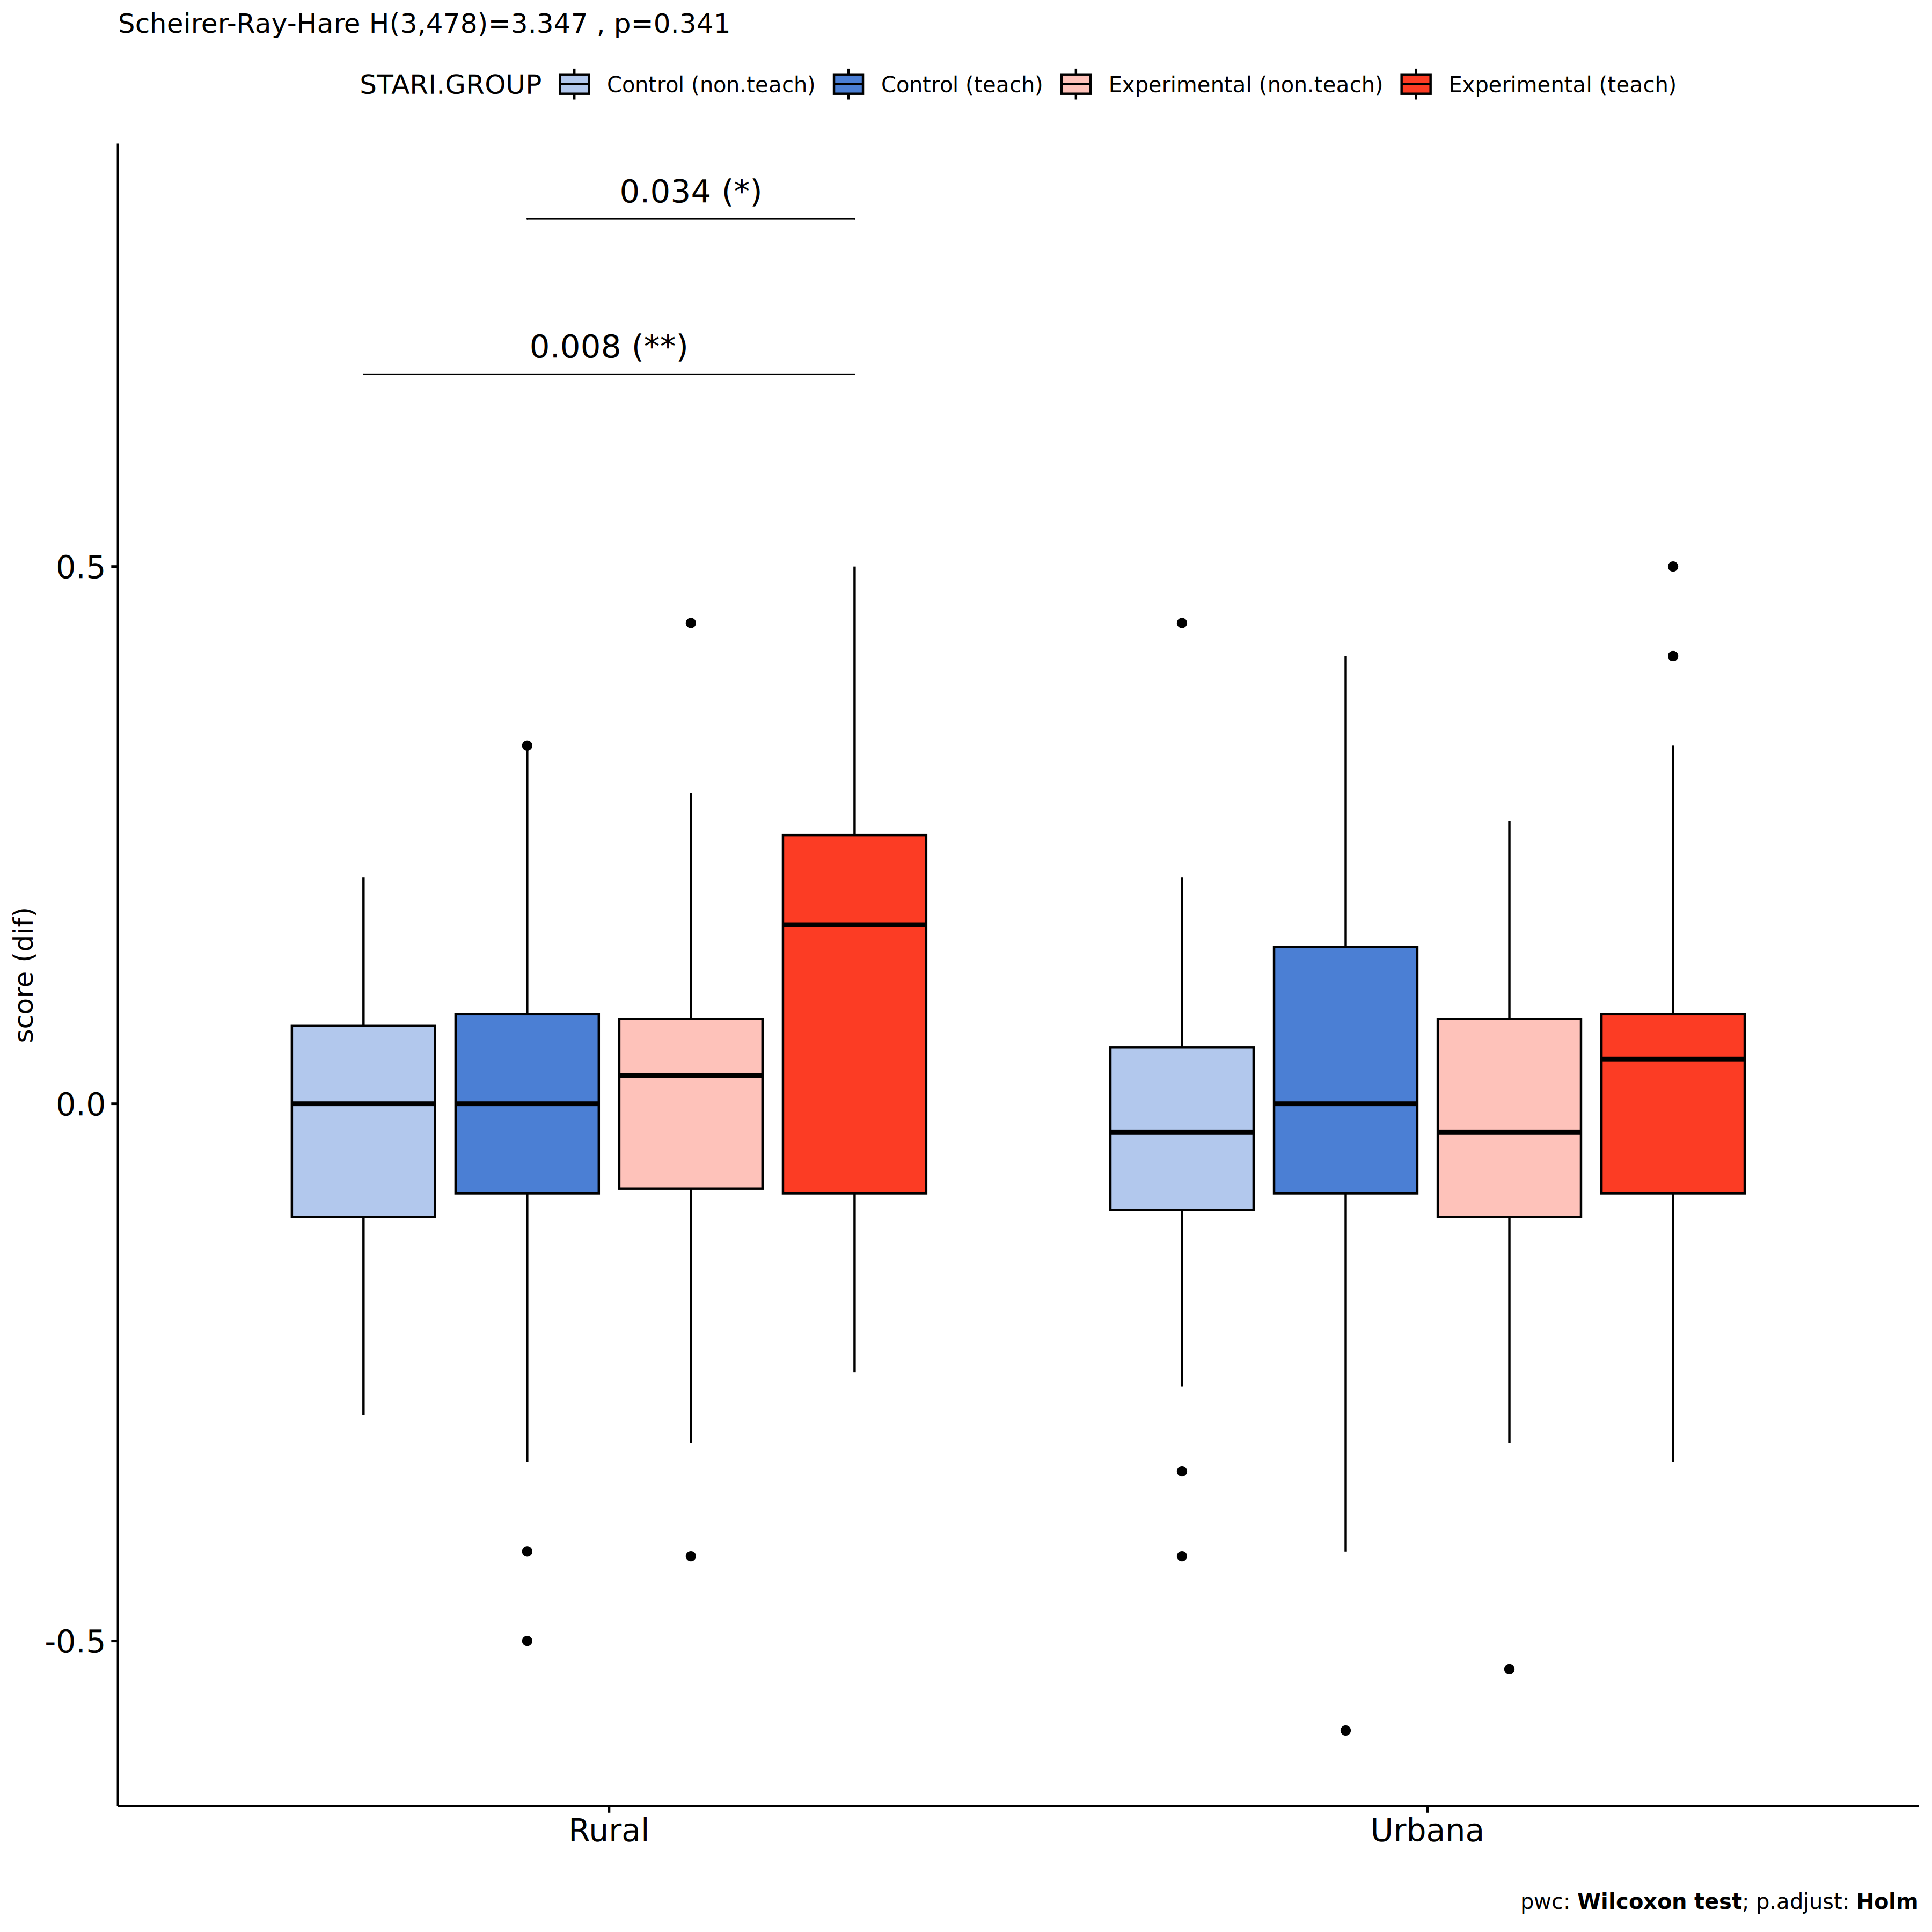 Scheirer-Ray-Hare H(3,478)=3.347 , p=0.341
STARI.GROUP Control (non.teach) Control (teach) Experimental (non.teach) Experimental (teach)
0.034 (*)
0.008 (**)
0.5
0.0
-0.5
score (dif)
Rural Urbana
pwc: Wilcoxon test; p.adjust: Holm